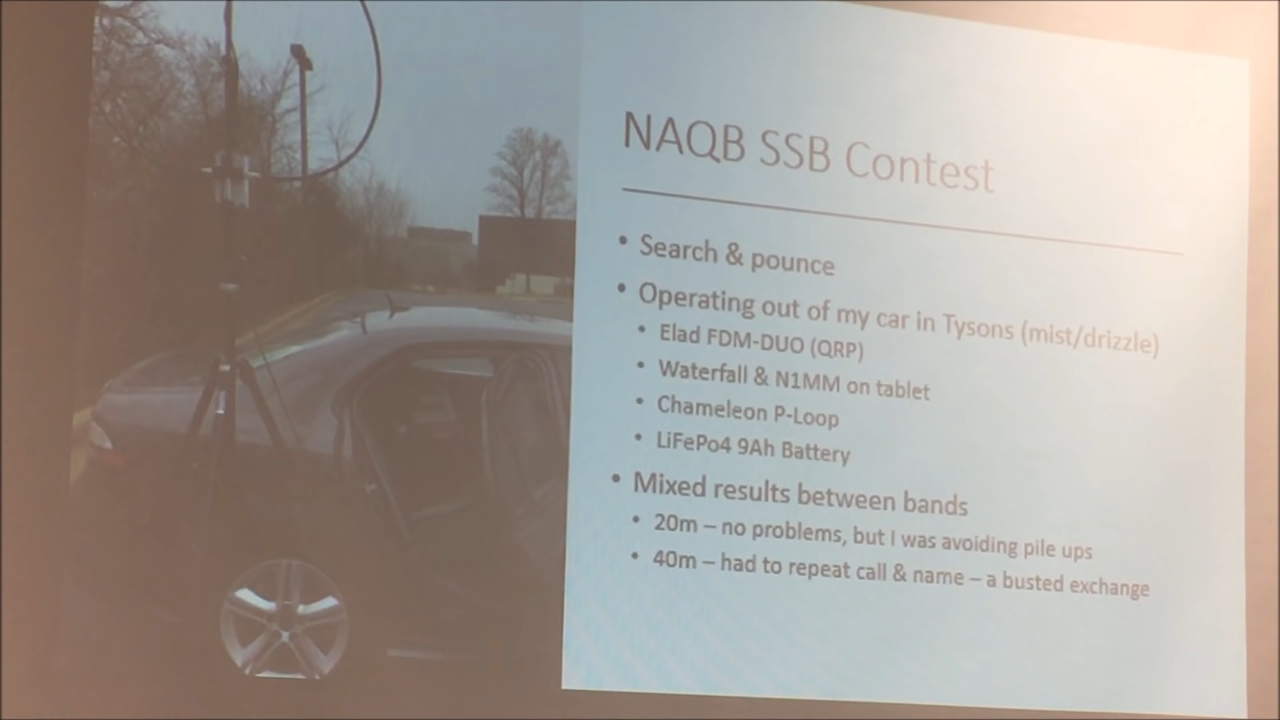 NAQB SSB Contest
• Search & pounce
• Operating out of my car in Tysons (mist/drizzle)
• Elad FDM-DUO (QRP)
• Waterfall & N1MM on tablet
• Chameleon P-Loop
• LiFePo4 9Ah Battery
• Mixed results between bands
• 20m – no problems, but I was avoiding pile ups
• 40m – had to repeat call & name – a busted exchange